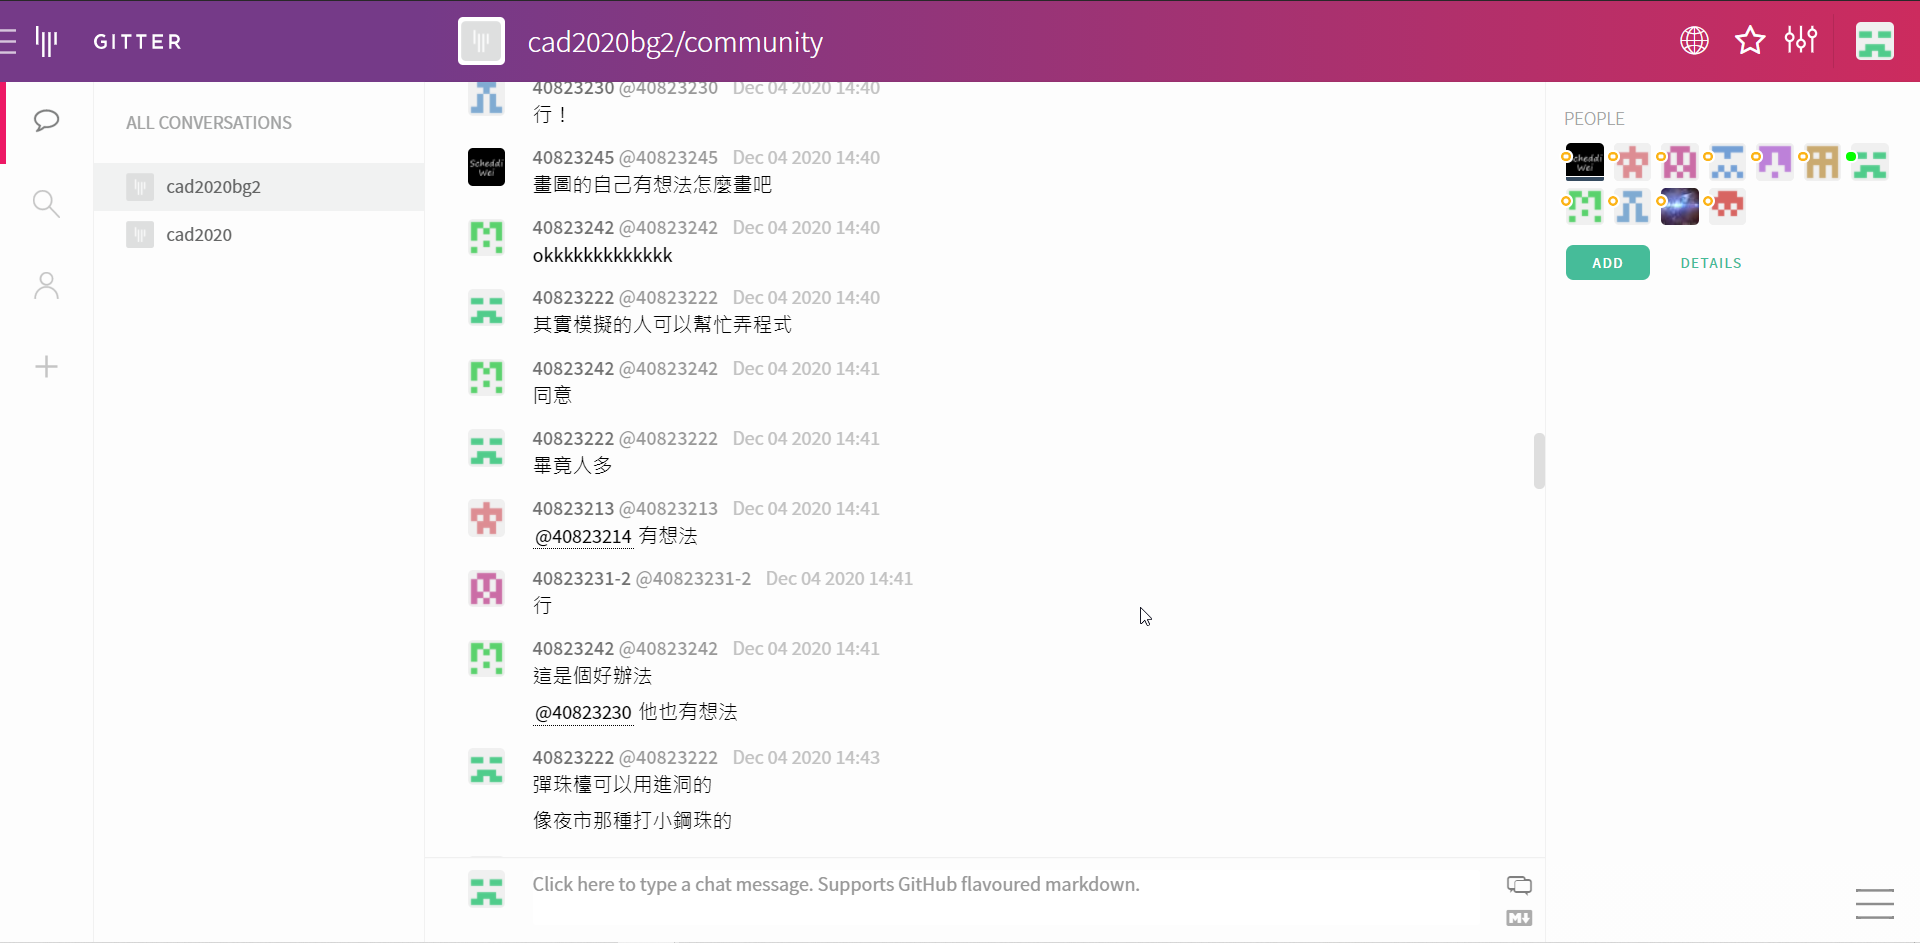 GITTER
cad2020bg2/community
ALL CONVERSATIONS
cad2020bg2
cad2020
40823230 @40823230 Dec 04 2020 14:40
行！
Scheddi
Wei
40823245 @40823245 Dec 04 2020 14:40
畫圖的自己有想法怎麼畫吧
40823242 @40823242 Dec 04 2020 14:40
okkkkkkkkkkkkk
40823222 @40823222 Dec 04 2020 14:40
其實模擬的人可以幫忙弄程式
40823242 @40823242 Dec 04 2020 14:41
同意
40823222 @40823222 Dec 04 2020 14:41
畢竟人多
40823213 @40823213 Dec 04 2020 14:41
@40823214 有想法
40823231-2 @40823231-2 Dec 04 2020 14:41
行
40823242 @40823242 Dec 04 2020 14:41
這是個好辦法
@40823230 他也有想法
40823222 @40823222 Dec 04 2020 14:43
彈珠檯可以用進洞的
像夜市那種打小鋼珠的
Click here to type a chat message. Supports GitHub flavoured markdown.
M
PEOPLE
cheddi
Wei
ADD
DETAILS